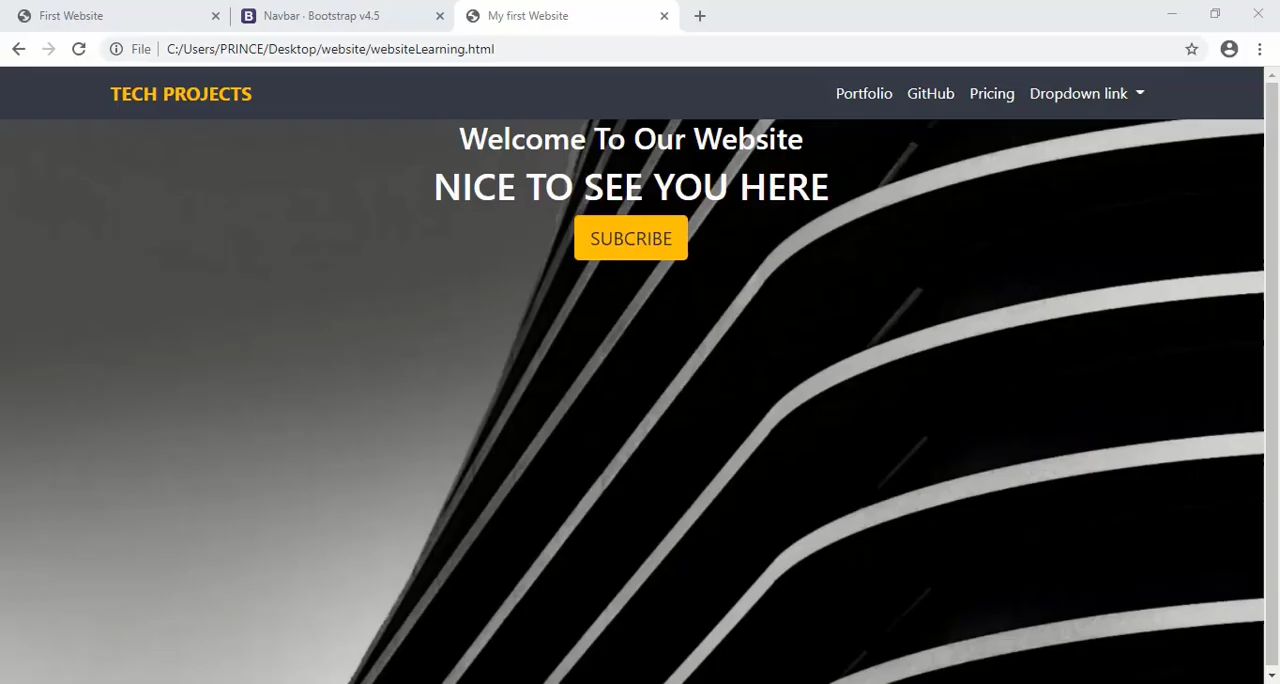 First Website
B Navbar · Bootstrap v4.5
My first Website
File C:/Users/PRINCE/Desktop/website/websiteLearning.html
TECH PROJECTS
Portfolio GitHub Pricing Dropdown link
Welcome To Our Website
NICE TO SEE YOU HERE
SUBCRIBE